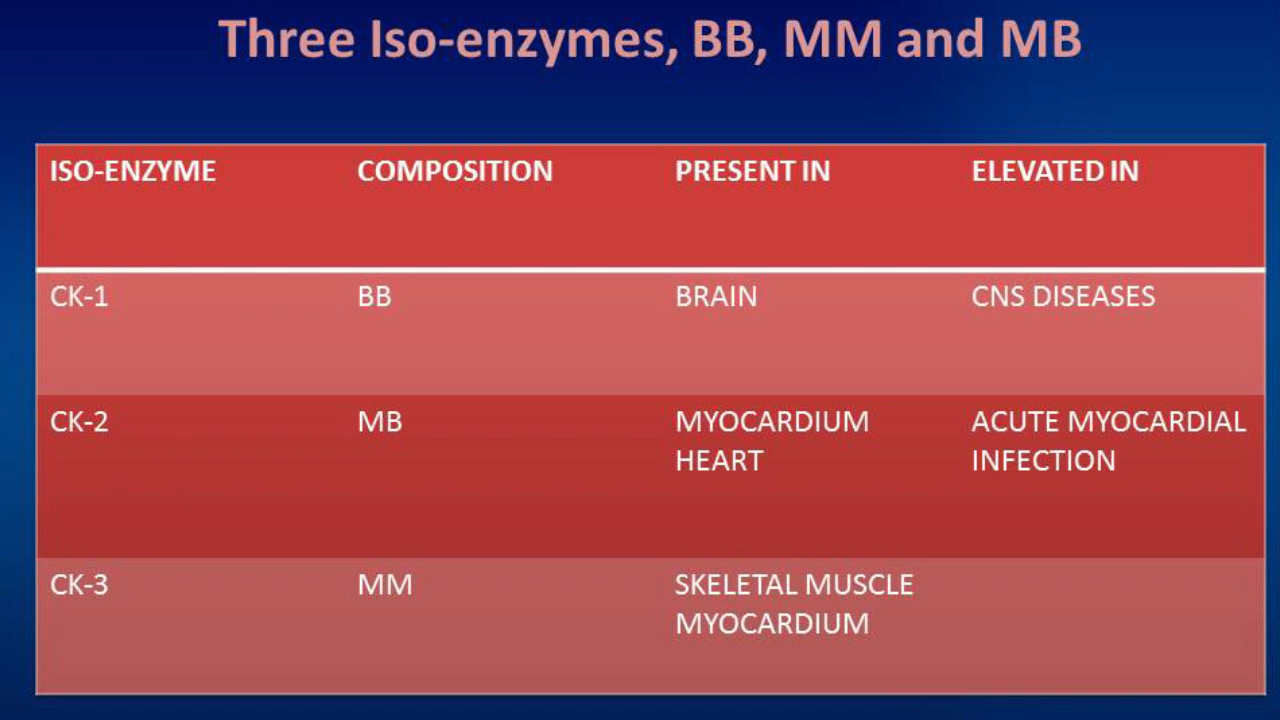 Three Iso-enzymes, BB, MM and MB
ISO-ENZYME COMPOSITION PRESENT IN ELEVATED IN
CK-1 BB BRAIN CNS DISEASES
CK-2 MB MYOCARDIUM ACUTE MYOCARDIAL
HEART INFECTION
CK-3 MM SKELETAL MUSCLE
MYOCARDIUM